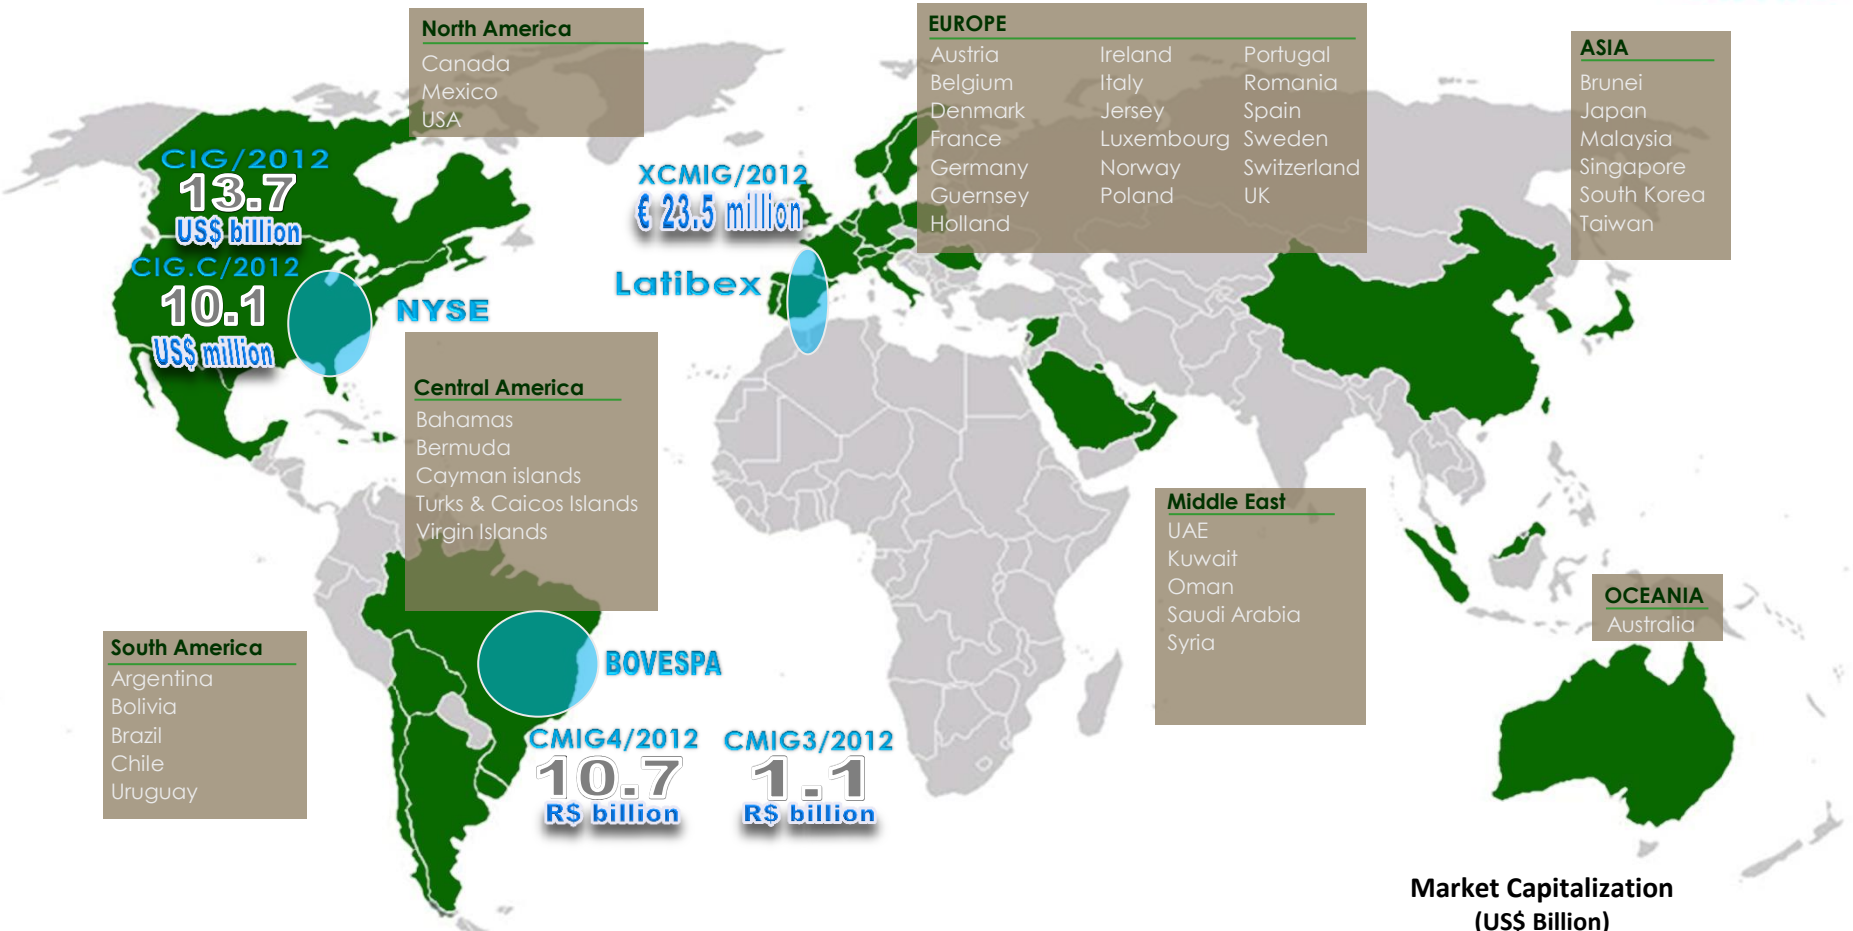 North America
Canada
Mexico
USA
EUROPE
Austria
Belgium
Denmark
France
Germany
Guernsey
Holland
Ireland
Italy
Jersey
Luxembourg
Norway
Poland
Portugal
Romania
Spain
Sweden
Switzerland
UK
ASIA
Brunei
Japan
Malaysia
Singapore
South Korea
Taiwan
CIG/2012
13.7
US$ billlion
CIG.C/2012
10.1
US$ million
NYSE
XCMIG/2012
€ 23.5 million
Latibex
Central America
Bahamas
Bermuda
Cayman islands
Turks & Caicos Islands
Virgin Islands
Middle East
UAE
Kuwait
Oman
Saudi Arabia
Syria
OCEANIA
Australia
South America
Argentina
Bolivia
Brazil
Chile
Uruguay
BOVESPA
CMIG4/2012
10.7
R$ billion
CMIG3/2012
1.1
R$ billion
Market Capitalization
(US$ Billion)